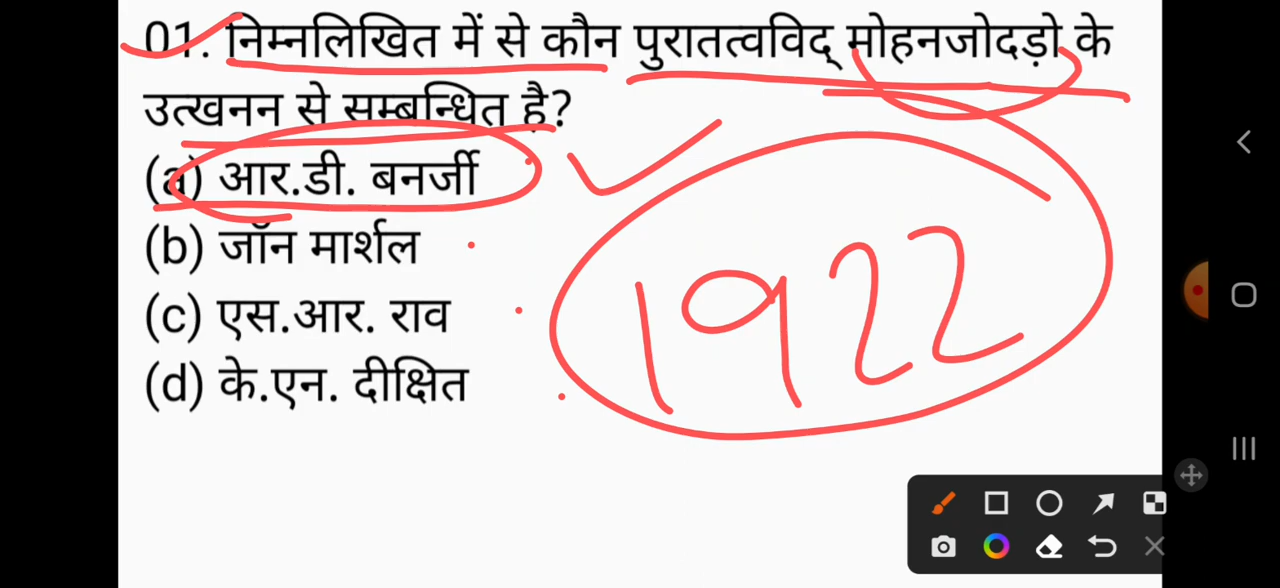 01. निम्नलिखित में से कौन पुरातत्वविद् मोहनजोदड़ो के
उत्खनन से सम्बन्धित है?
(a) आर.डी. बनर्जी
(b) जॉन मार्शल
(c) एस.आर. राव
(d) के.एन. दीक्षित
1922